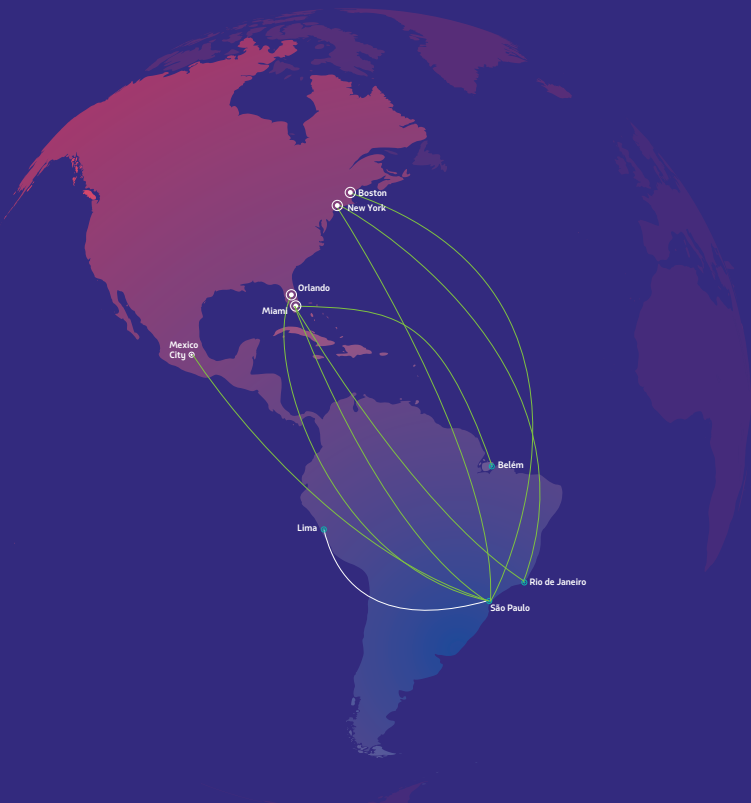 Boston
New York
Orlando
Miami
Mexico
City
Belém
Lima
Rio de Janeiro
São Paulo